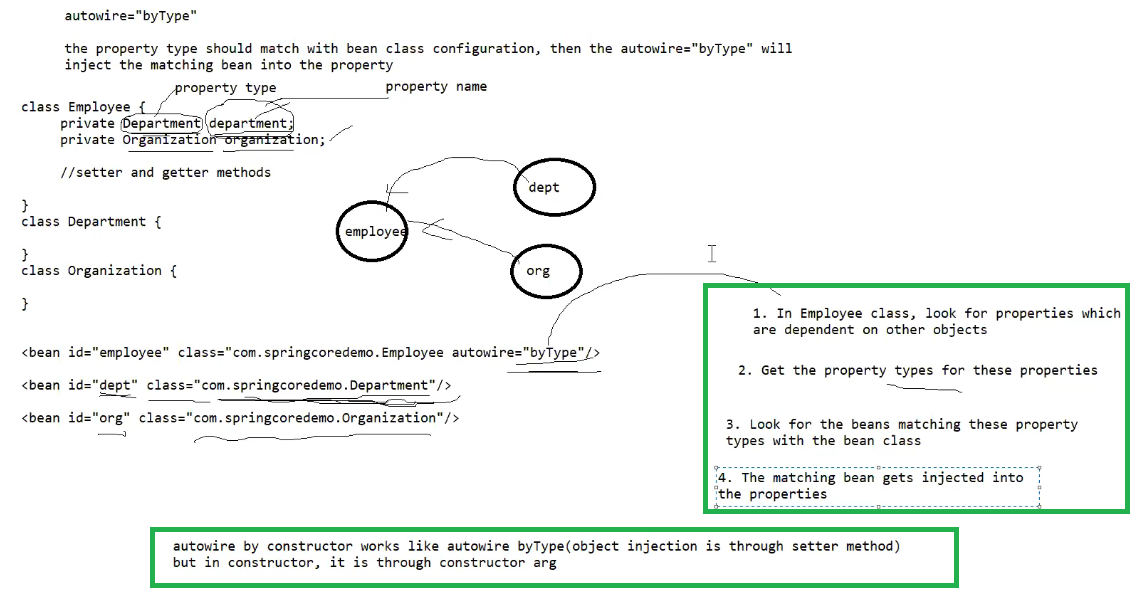 autowire="byType"
the property type should match with bean class configuration, then the autowire="byType" will
inject the matching bean into the property
property type
property name
class Employee {
private Department department;
private Organization organization;
//setter and getter methods
}
class Department {
}
class Organization {
}
dept
employee
org
<bean id="employee" class="com.springcoredemo.Employee autowire="byType"/>
<bean id="dept" class="com.springcoredemo.Department"/>
<bean id="org" class="com.springcoredemo.Organization"/>
1. In Employee class, look for properties which
are dependent on other objects
2. Get the property types for these properties
3. Look for the beans matching these property
types with the bean class
4. The matching bean gets injected into
the properties
autowire by constructor works like autowire byType(object injection is through setter method)
but in constructor, it is through constructor arg